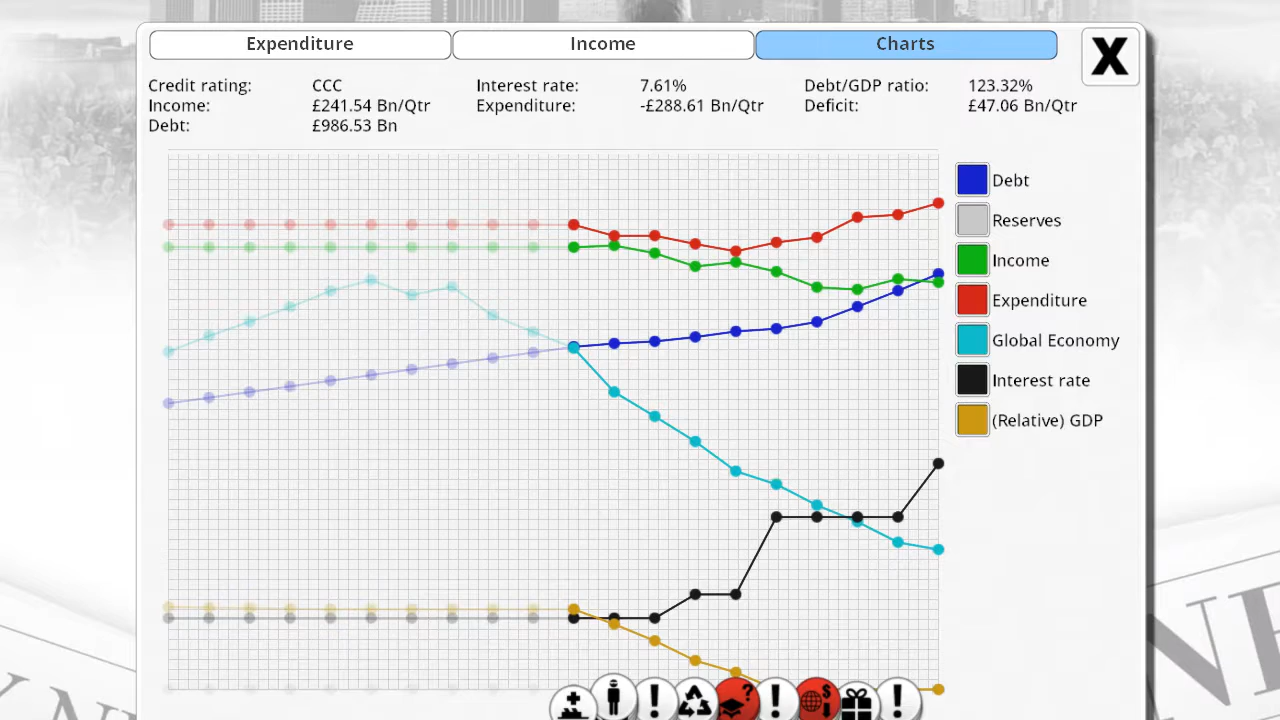 Expenditure Income Charts X
Credit rating: CCC Interest rate: 7.61% Debt/GDP ratio: 123.32%
Income: £241.54 Bn/Qtr Expenditure: -£288.61 Bn/Qtr Deficit: £47.06 Bn/Qtr
Debt: £986.53 Bn
Debt
Reserves
Income
Expenditure
Global Economy
Interest rate
(Relative) GDP